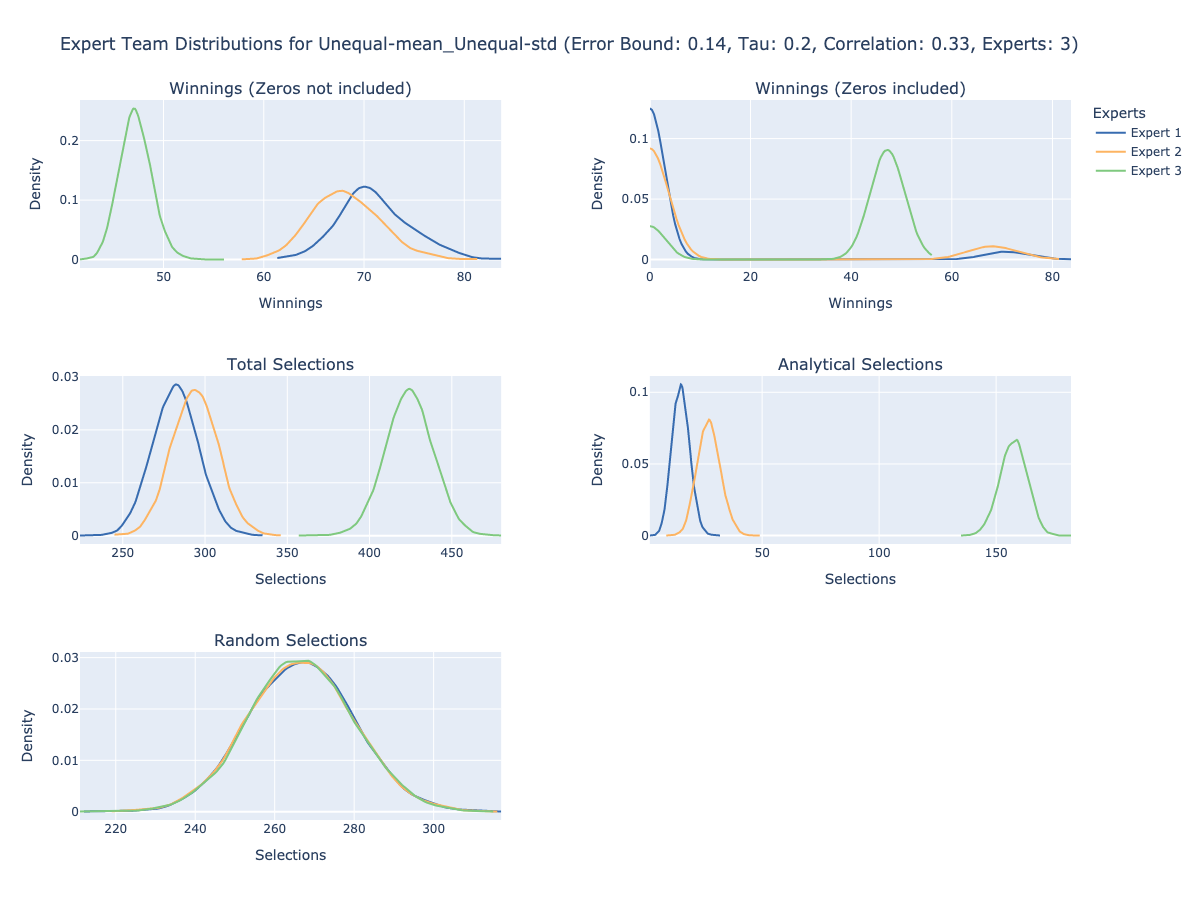 Expert Team Distributions for Unequal-mean_Unequal-std (Error Bound: 0.14, Tau: 0.2, Correlation: 0.33, Experts: 3)
Winnings (Zeros not included)
0.2
0.1
0
50 60 70 80
Density
Winnings
Winnings (Zeros included)
0.1
0.05
0
0 20 40 60 80
Density
Winnings
Experts
Expert 1
Expert 2
Expert 3
Total Selections
0.03
0.02
0.01
0
250 300 350 400 450
Density
Selections
Analytical Selections
0.1
0.05
0
50 100 150
Density
Selections
Random Selections
0.03
0.02
0.01
0
220 240 260 280 300
Density
Selections